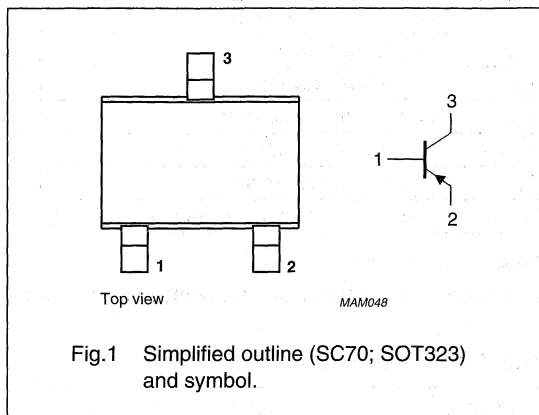 3
3
1
2
1
2
Top view
MAM048
Fig.1 Simplified outline (SC70; SOT323)
and symbol.